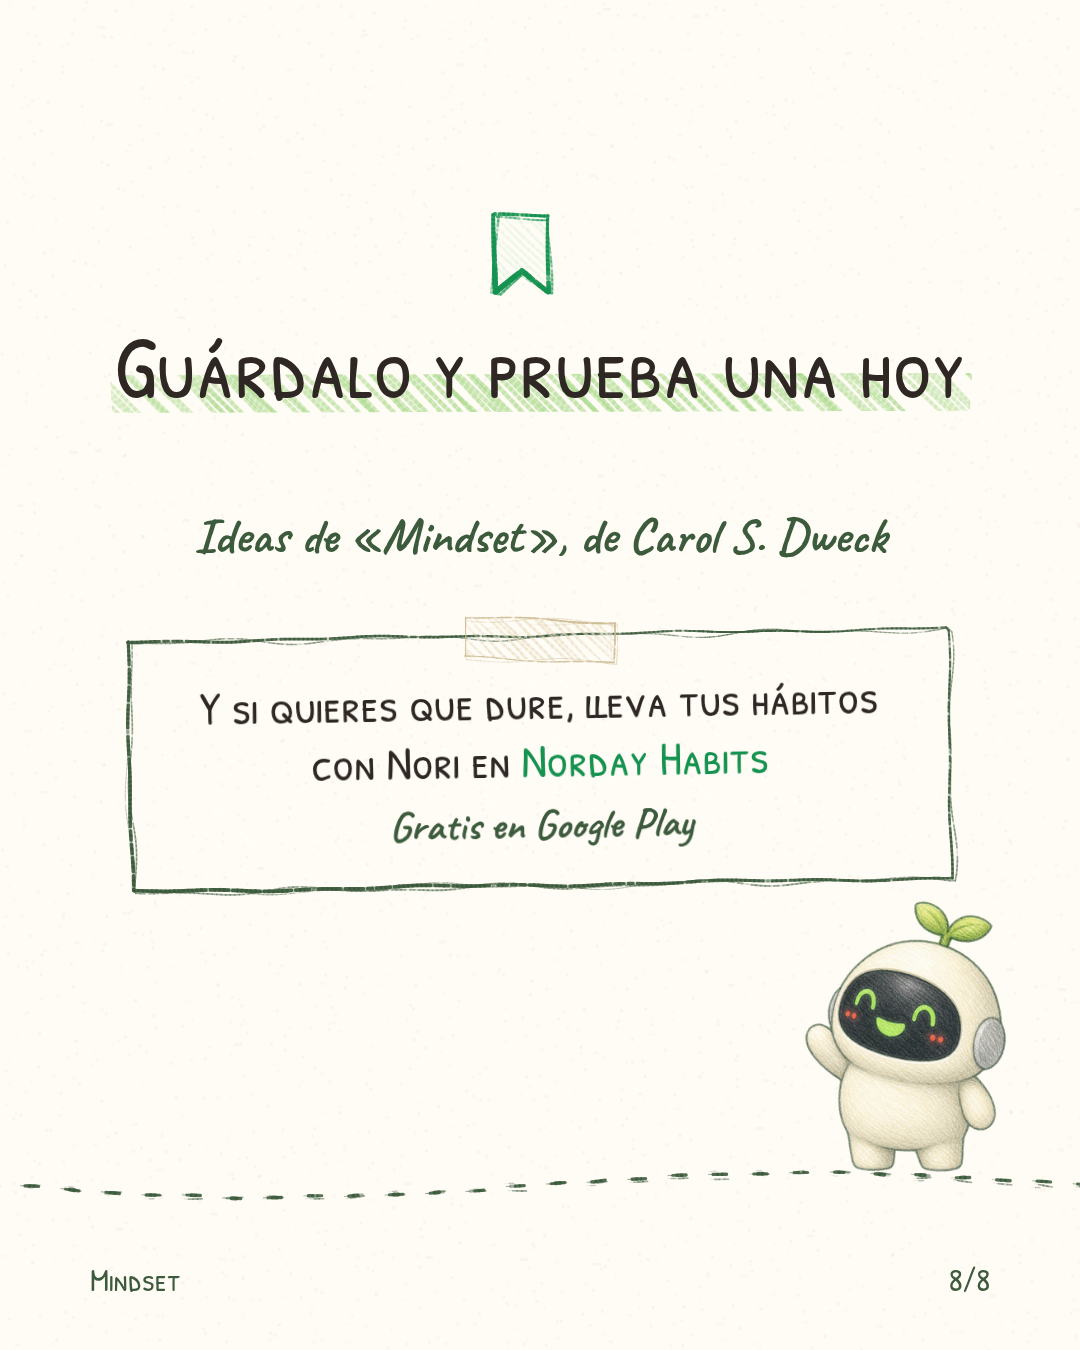 Guárdalo y prueba una hoy
Ideas de «Mindset», de Carol S. Dweck
Y si quieres que dure, lleva tus hábitos
con Nori en Norday Habits
Gratis en Google Play
Mindset
8/8